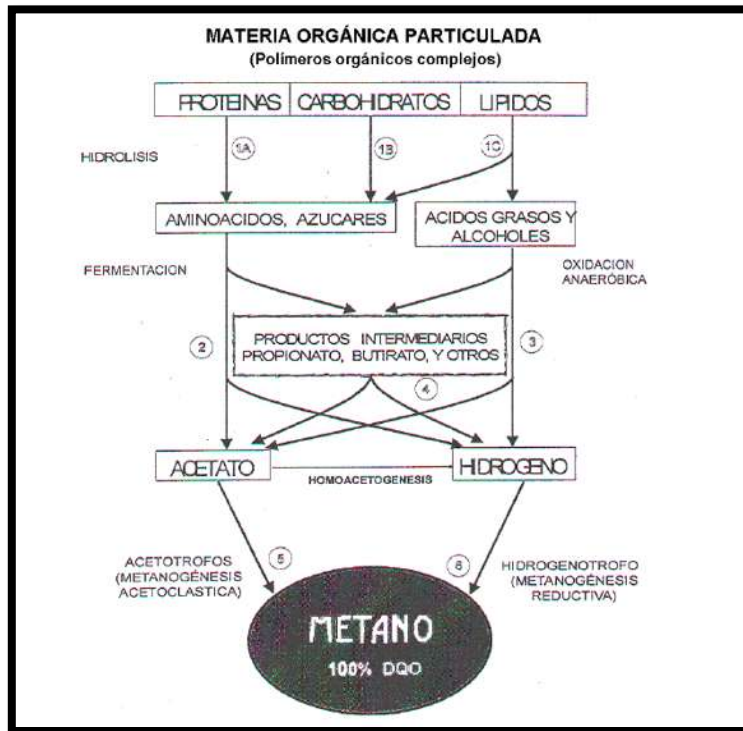 MATERIA ORGÁNICA PARTICULADA
(Polímeros orgánicos complejos)
PROTEINAS CARBOHIDRATOS LIPIDOS
HIDROLISIS
1A
1B
1C
AMINOACIDOS, AZUCARES
ACIDOS GRASOS Y
ALCOHOLES
FERMENTACION
OXIDACION
ANAERÓBICA
PRODUCTOS INTERMEDIARIOS
PROPIONATO, BUTIRATO, Y OTROS
2
3
4
ACETATO
HOMOACETOGENESIS
HIDROGENO
ACETOTROFOS
(METANOGÉNESIS
ACETOCLASTICA)
5
6
HIDROGENOTROFO
(METANOGÉNESIS
REDUCTIVA)
METANO
100% DQO